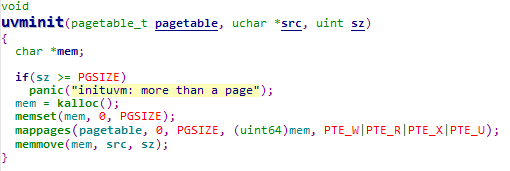 void
uvminit(pagetable_t pagetable, uchar *src, uint sz)
{
  char *mem;

  if(sz >= PGSIZE)
    panic("inituvm: more than a page");
  mem = kalloc();
  memset(mem, 0, PGSIZE);
  mappages(pagetable, 0, PGSIZE, (uint64)mem, PTE_W|PTE_R|PTE_X|PTE_U);
  memmove(mem, src, sz);
}